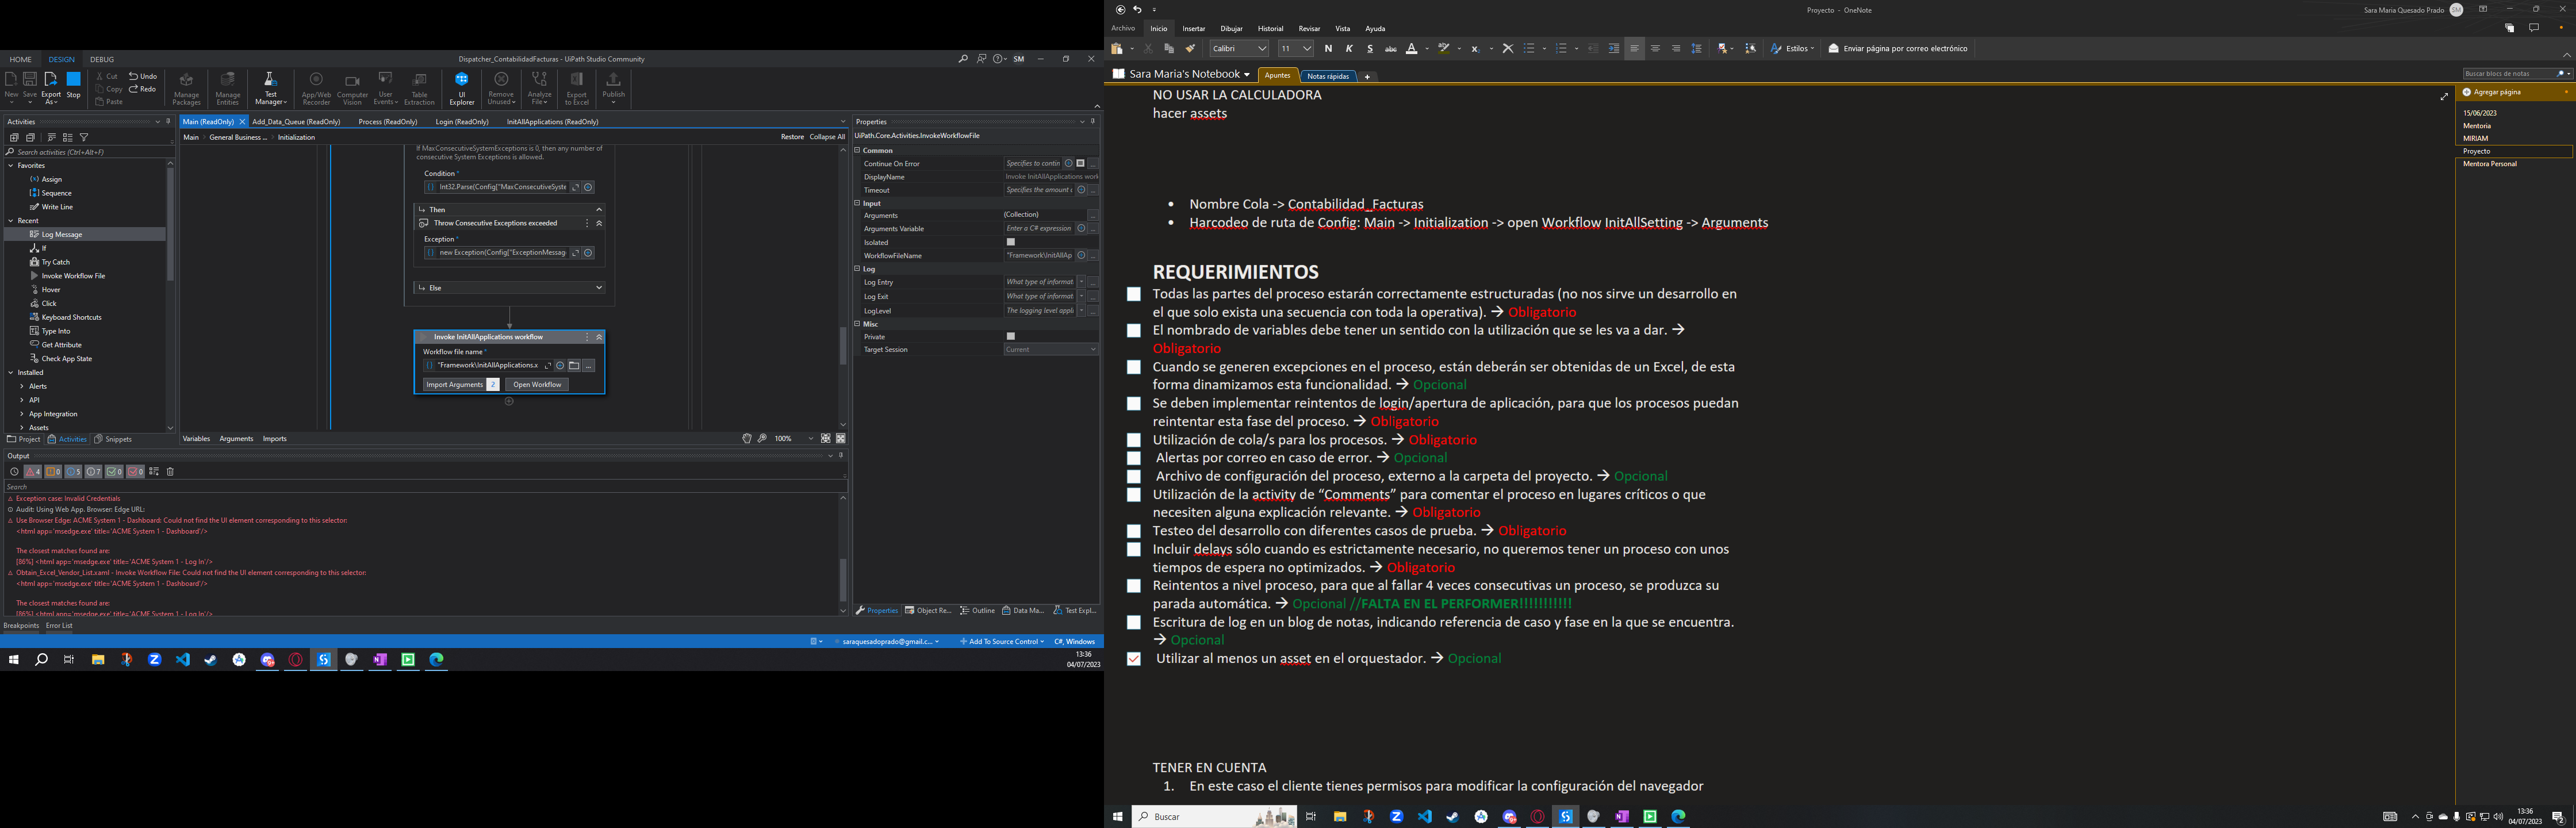 HOME DESIGN DEBUG
Dispatcher_ContabilidadFacturas - UiPath Studio Community
SM
New Save Export As Stop
Cut Copy Paste
Undo Redo
Manage Packages
Manage Entities
Test Manager
App/Web Recorder
Computer Vision
User Events
Table Extraction
UI Explorer
Remove Unused
Analyze File
Export to Excel
Publish
Activities
Search activities (Ctrl+Alt+F)
Favorites
Assign
Sequence
Write Line
Recent
Log Message
If
Try Catch
Invoke Workflow File
Hover
Click
Keyboard Shortcuts
Type Into
Get Attribute
Check App State
Installed
Alerts
API
App Integration
Assets
Project Activities Snippets
Main (ReadOnly) Add_Data_Queue (ReadOnly) Process (ReadOnly) Login (ReadOnly) InitAllApplications (ReadOnly)
Main General Business ... Initialization
Restore Collapse All
If MaxConsecutiveSystemExceptions is 0, then any number of
consecutive System Exceptions is allowed.
Condition *
Int32.Parse(Config["MaxConsecutiveSyste
Then
Throw Consecutive Exceptions exceeded
Exception *
new Exception(Config["ExceptionMessag
Else
Invoke InitAllApplications workflow
Workflow file name *
"Framework\InitAllApplications.x
Import Arguments 2 Open Workflow
Variables Arguments Imports
100%
Properties
UiPath.Core.Activities.InvokeWorkflowFile
Common
Continue On Error Specifies to contin
DisplayName Invoke InitAllApplications work
Timeout Specifies the amount o
Input
Arguments (Collection)
Arguments Variable Enter a C# expression
Isolated
WorkflowFileName "Framework\InitAllAp
Log
Log Entry What type of informat
Log Exit What type of informat
LogLevel The logging level appli
Misc
Private
Target Session Current
Properties Object Re... Outline Data Ma... Test Expl...
Output
4 0 5 7 0 0
Search
Exception case: Invalid Credentials
Audit: Using Web App. Browser: Edge URL:
Use Browser Edge: ACME System 1 - Dashboard: Could not find the UI element corresponding to this selector:
<html app='msedge.exe' title='ACME System 1 - Dashboard'/>
The closest matches found are:
[86%] <html app='msedge.exe' title='ACME System 1 - Log In'/>
Obtain_Excel_Vendor_List.xaml - Invoke Workflow File: Could not find the UI element corresponding to this selector:
<html app='msedge.exe' title='ACME System 1 - Dashboard'/>
The closest matches found are:
[86%] <html app='msedge.exe' title='ACME System 1 - Log In'/>
Breakpoints Error List
saraquesadoprado@gmail.c... Add To Source Control C#, Windows
13:36
04/07/2023
Proyecto - OneNote
Sara Maria Quesado Prado SM
Archivo Inicio Insertar Dibujar Historial Revisar Vista Ayuda
Calibri 11 N K S abc A
Estilos Enviar página por correo electrónico
Sara Maria's Notebook Apuntes Notas rápidas +
Buscar blocs de notas
Agregar página
15/06/2023
Mentoria
MIRIAM
Proyecto
Mentora Personal
NO USAR LA CALCULADORA
hacer assets
• Nombre Cola -> Contabilidad_Facturas
• Harcodeo de ruta de Config: Main -> Initialization -> open Workflow InitAllSetting -> Arguments
REQUERIMIENTOS
Todas las partes del proceso estarán correctamente estructuradas (no nos sirve un desarrollo en
el que solo exista una secuencia con toda la operativa). → Obligatorio
El nombrado de variables debe tener un sentido con la utilización que se les va a dar. →
Obligatorio
Cuando se generen excepciones en el proceso, están deberán ser obtenidas de un Excel, de esta
forma dinamizamos esta funcionalidad. → Opcional
Se deben implementar reintentos de login/apertura de aplicación, para que los procesos puedan
reintentar esta fase del proceso. → Obligatorio
Utilización de cola/s para los procesos. → Obligatorio
Alertas por correo en caso de error. → Opcional
Archivo de configuración del proceso, externo a la carpeta del proyecto. → Opcional
Utilización de la activity de “Comments” para comentar el proceso en lugares críticos o que
necesiten alguna explicación relevante. → Obligatorio
Testeo del desarrollo con diferentes casos de prueba. → Obligatorio
Incluir delays sólo cuando es estrictamente necesario, no queremos tener un proceso con unos
tiempos de espera no optimizados. → Obligatorio
Reintentos a nivel proceso, para que al fallar 4 veces consecutivas un proceso, se produzca su
parada automática. → Opcional //FALTA EN EL PERFORMER!!!!!!!!!!!
Escritura de log en un blog de notas, indicando referencia de caso y fase en la que se encuentra.
→ Opcional
Utilizar al menos un asset en el orquestador. → Opcional
TENER EN CUENTA
1. En este caso el cliente tienes permisos para modificar la configuración del navegador
Buscar
13:36
04/07/2023